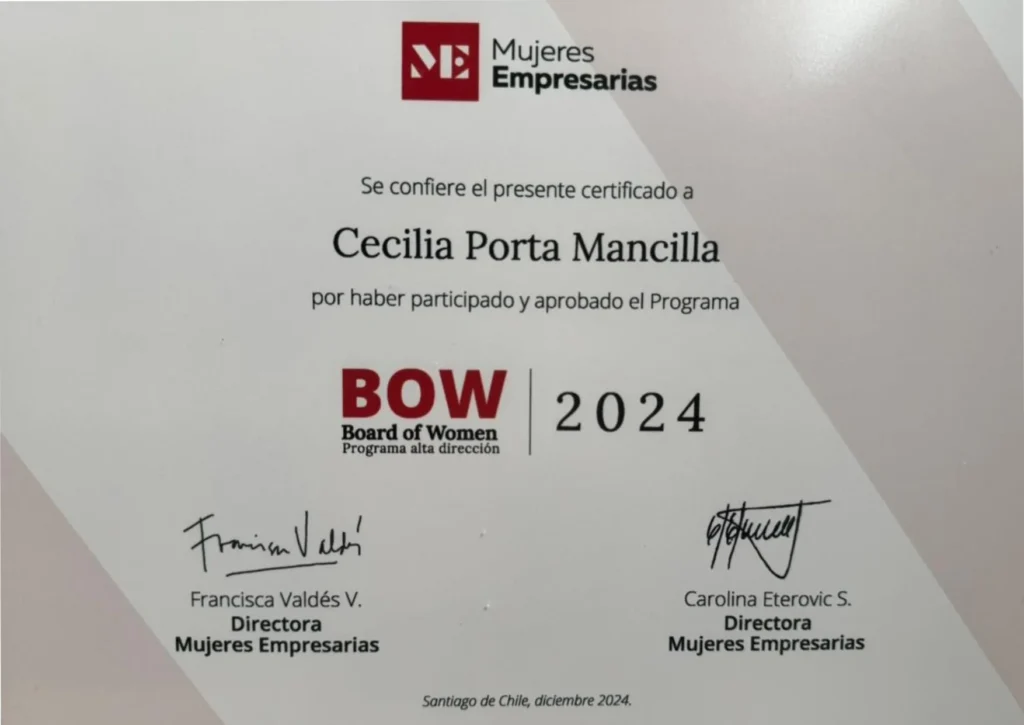 ME
Mujeres
Empresarias
Se confiere el presente certificado a
Cecilia Porta Mancilla
por haber participado y aprobado el Programa
BOW
Board of Women
Programa alta dirección
2024
Francisca Valdés
Francisca Valdés V.
Directora
Mujeres Empresarias
Carolina Eterovic S.
Directora
Mujeres Empresarias
Santiago de Chile, diciembre 2024.